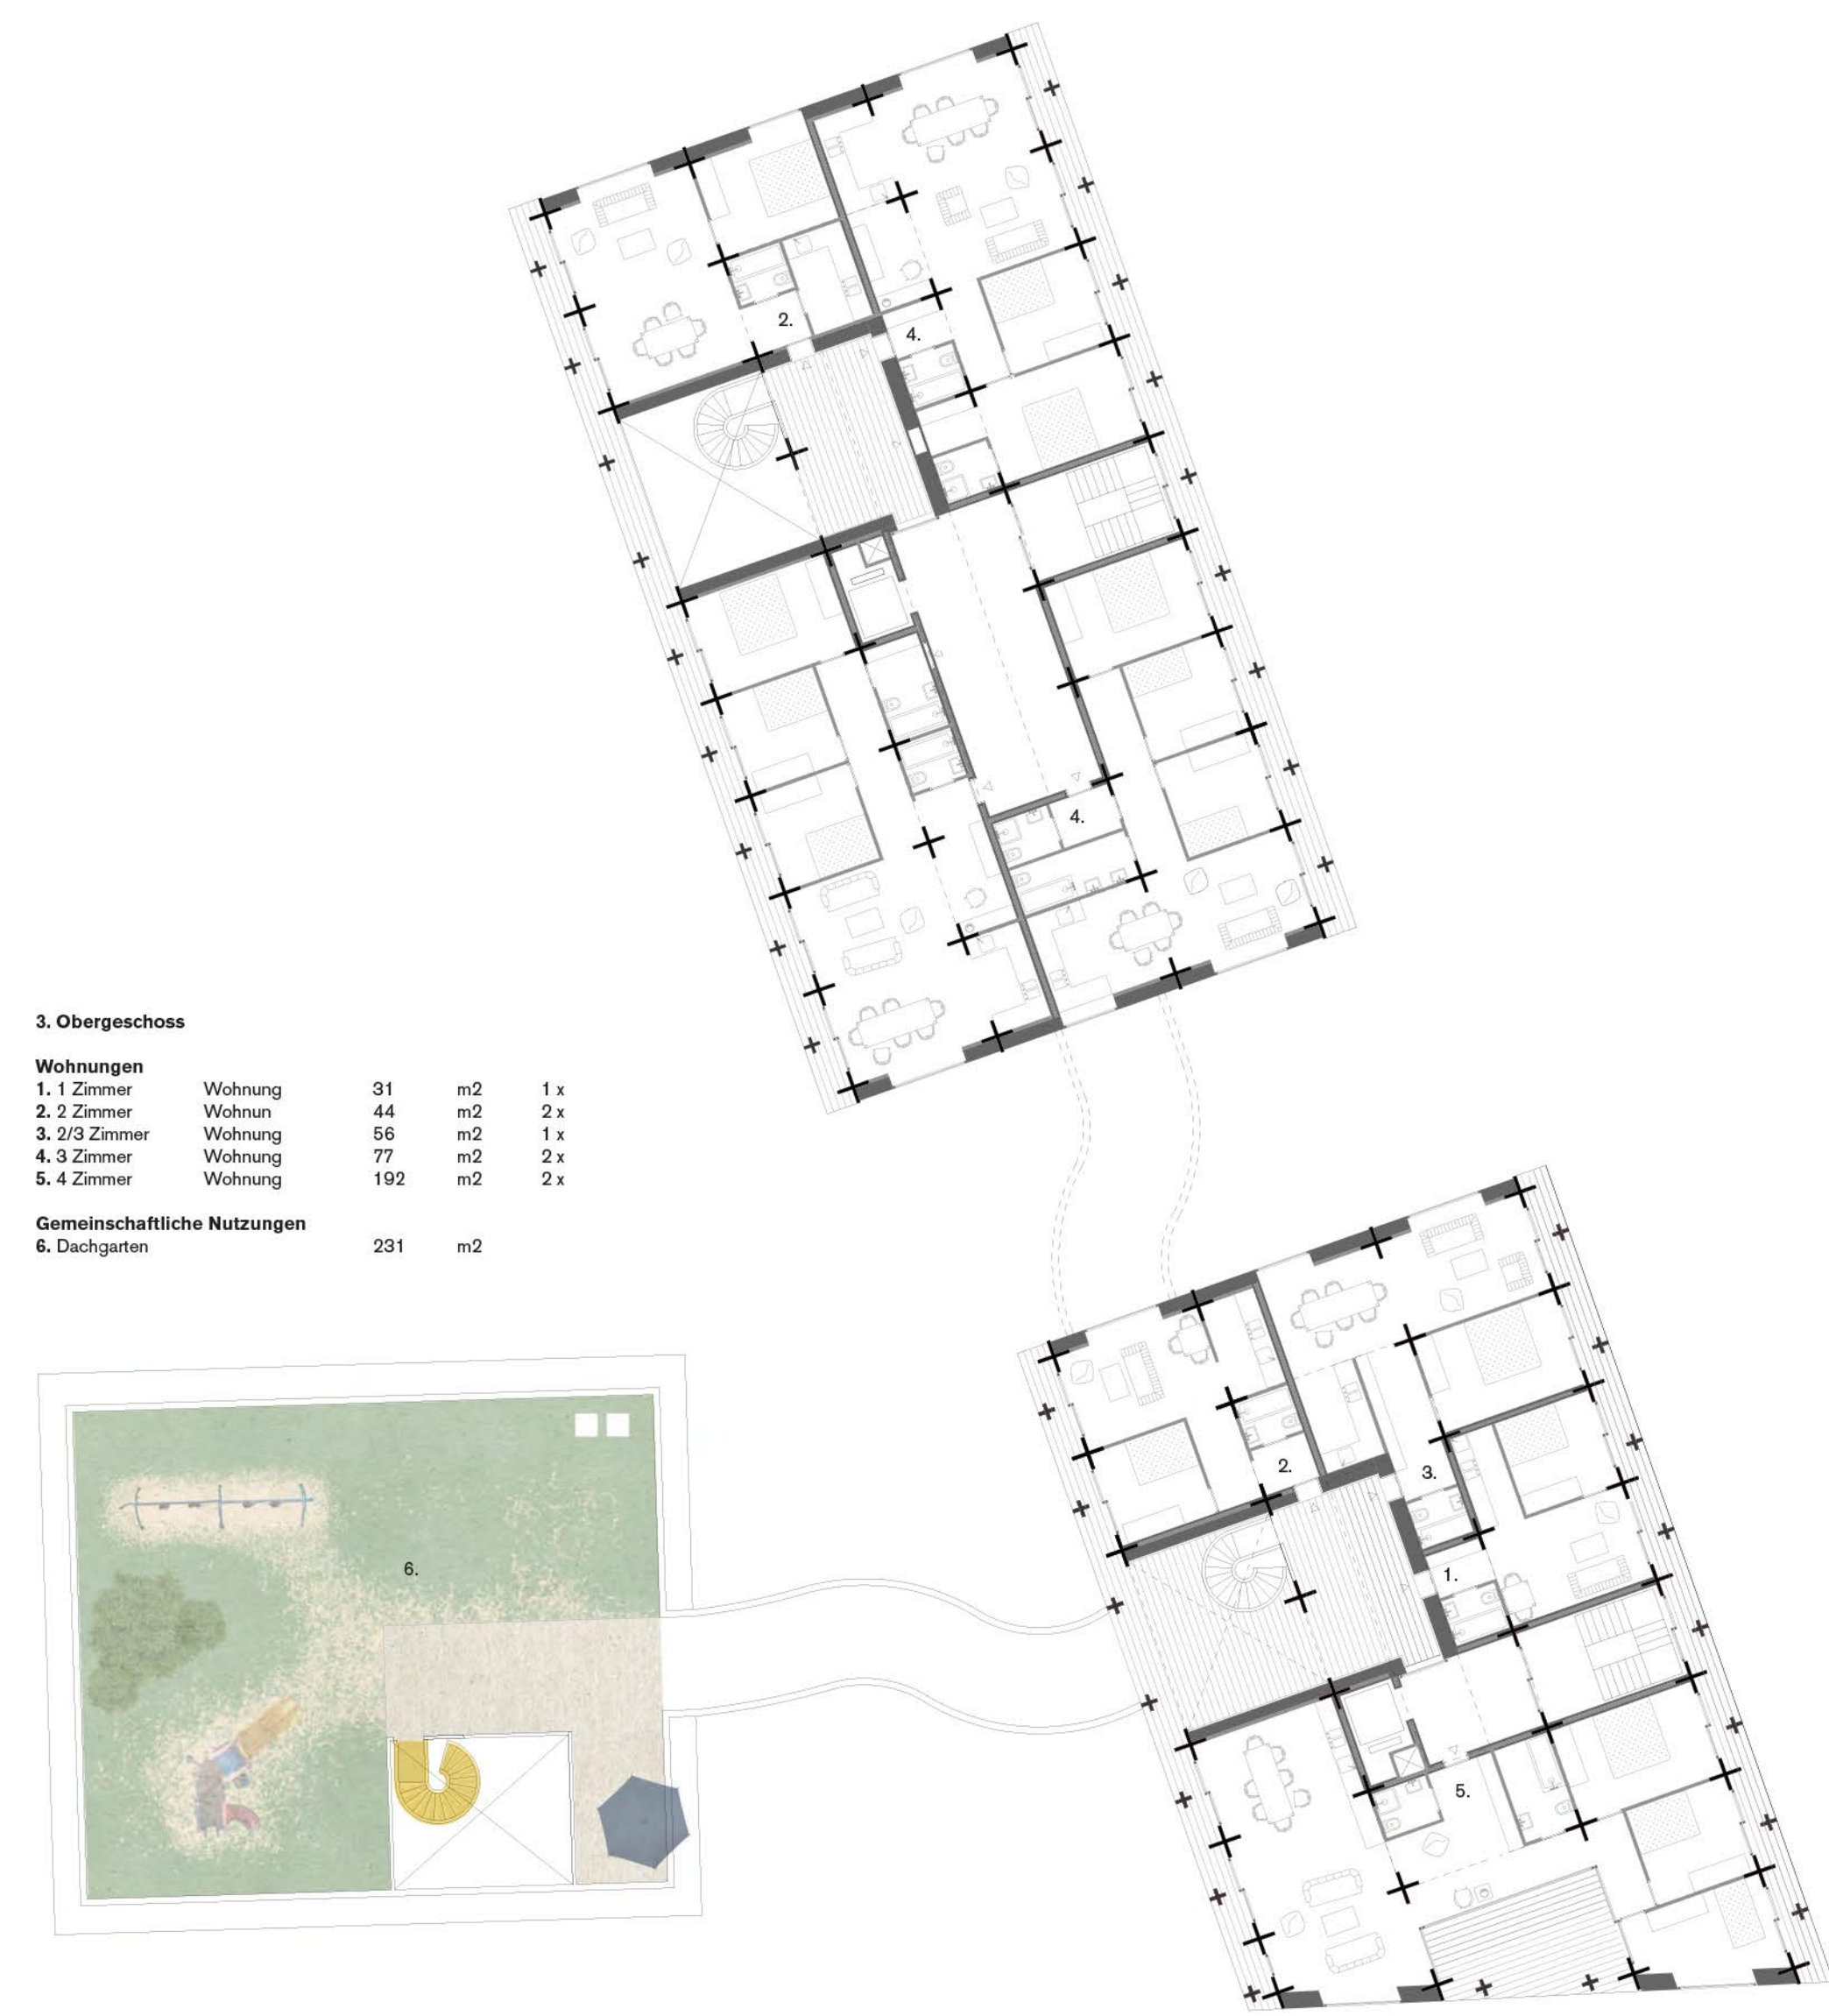 2.
4.
4.
3. Obergeschoss
Wohnungen
1. 1 Zimmer Wohnung 31 m2 1 x
2. 2 Zimmer Wohnun 44 m2 2 x
3. 2/3 Zimmer Wohnung 56 m2 1 x
4. 3 Zimmer Wohnung 77 m2 2 x
5. 4 Zimmer Wohnung 192 m2 2 x
Gemeinschaftliche Nutzungen
6. Dachgarten 231 m2
2.
3.
6.
1.
5.